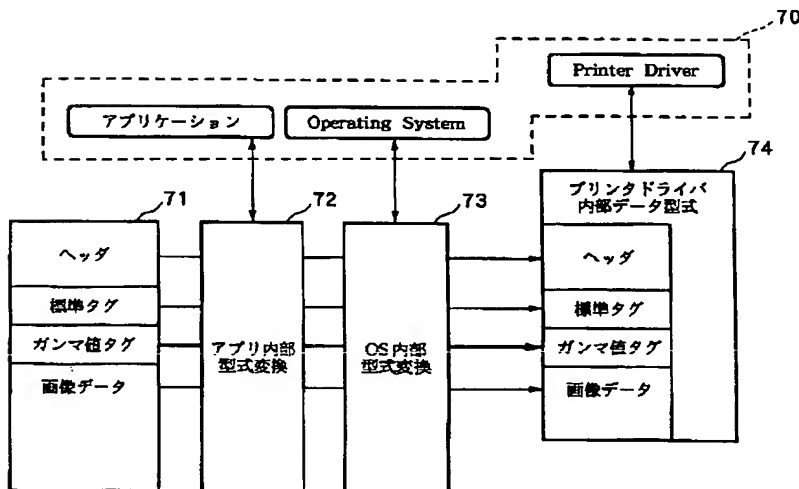 70
Printer Driver
アプリケーション
Operating System
74
プリンタドライバ
内部データ型式
71
72
73
ヘッダ
標準タグ
ガンマ値タグ
画像データ
アプリ内部
型式変換
OS内部
型式変換
ヘッダ
標準タグ
ガンマ値タグ
画像データ